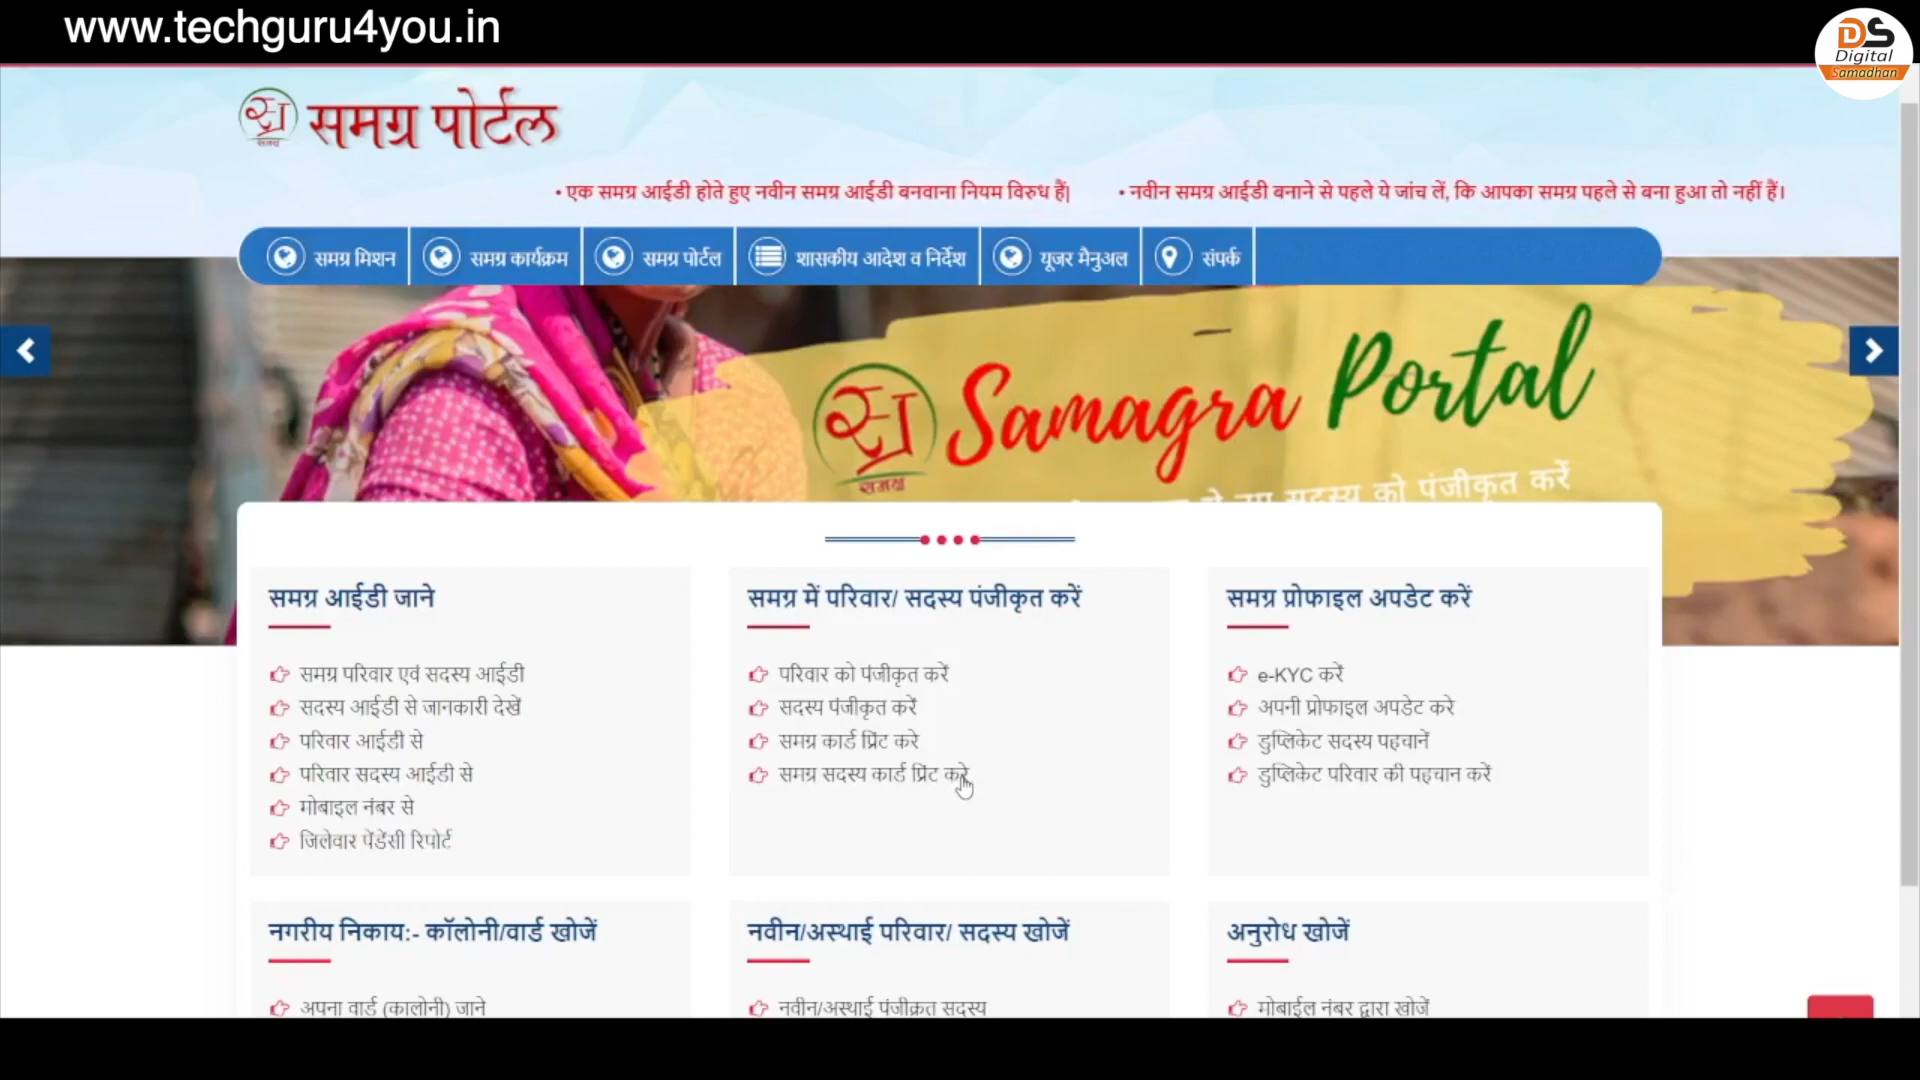 www.techguru4you.in
DS
Digital
Samadhan
समग्र पोर्टल
• एक समग्र आईडी होते हुए नवीन समग्र आईडी बनवाना नियम विरुध हैं|
• नवीन समग्र आईडी बनाने से पहले ये जांच लें, कि आपका समग्र पहले से बना हुआ तो नहीं हैं।
समग्र मिशन
समग्र कार्यक्रम
समग्र पोर्टल
शासकीय आदेश व निर्देश
यूजर मैनुअल
संपर्क
Samagra Portal
समग्र
सदस्य को पंजीकृत करें
समग्र आईडी जाने
समग्र परिवार एवं सदस्य आईडी
सदस्य आईडी से जानकारी देखें
परिवार आईडी से
परिवार सदस्य आईडी से
मोबाइल नंबर से
जिलेवार पेंडेंसी रिपोर्ट
समग्र में परिवार/ सदस्य पंजीकृत करें
परिवार को पंजीकृत करें
सदस्य पंजीकृत करें
समग्र कार्ड प्रिंट करे
समग्र सदस्य कार्ड प्रिंट करे
समग्र प्रोफाइल अपडेट करें
e-KYC करें
अपनी प्रोफाइल अपडेट करे
डुप्लिकेट सदस्य पहचानें
डुप्लिकेट परिवार की पहचान करें
नगरीय निकाय:- कॉलोनी/वार्ड खोजें
अपना वार्ड (कालोनी) जाने
नवीन/अस्थाई परिवार/ सदस्य खोजें
नवीन/अस्थाई पंजीकृत सदस्य
अनुरोध खोजें
मोबाईल नंबर द्वारा खोजें